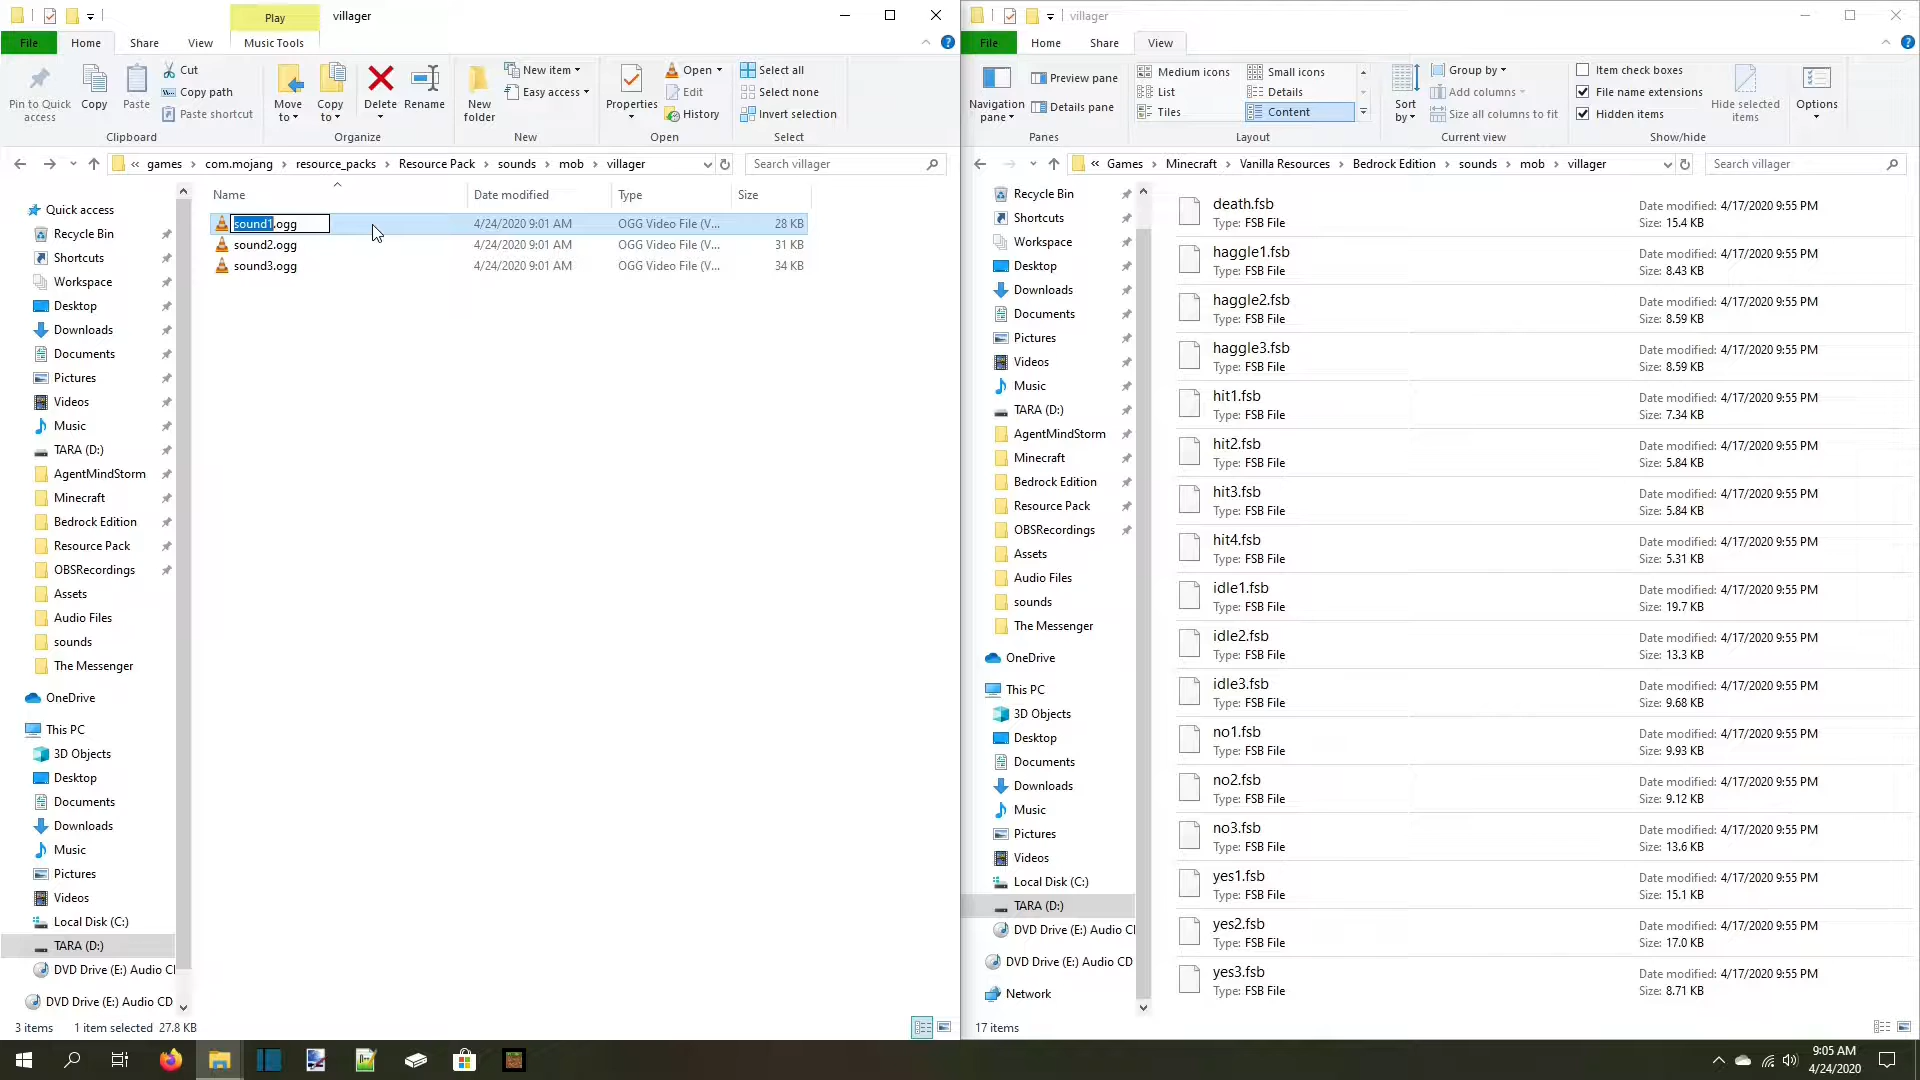 Play
villager
File
Home
Share
View
Music Tools
Pin to Quick access
Copy
Paste
Cut
Copy path
Paste shortcut
Clipboard
Move to
Copy to
Delete
Rename
Organize
New folder
New item
Easy access
New
Properties
Open
Edit
History
Open
Select all
Select none
Invert selection
Select
« games > com.mojang > resource_packs > Resource Pack > sounds > mob > villager
Search villager
Name
Date modified
Type
Size
sound1.ogg 4/24/2020 9:01 AM OGG Video File (V... 28 KB
sound2.ogg 4/24/2020 9:01 AM OGG Video File (V... 31 KB
sound3.ogg 4/24/2020 9:01 AM OGG Video File (V... 34 KB
Quick access
Recycle Bin
Shortcuts
Workspace
Desktop
Downloads
Documents
Pictures
Videos
Music
TARA (D:)
AgentMindStorm
Minecraft
Bedrock Edition
Resource Pack
OBSRecordings
Assets
Audio Files
sounds
The Messenger
OneDrive
This PC
3D Objects
Desktop
Documents
Downloads
Music
Pictures
Videos
Local Disk (C:)
TARA (D:)
DVD Drive (E:) Audio CI
DVD Drive (E:) Audio CD
3 items 1 item selected 27.8 KB
villager
File
Home
Share
View
Navigation pane
Preview pane
Details pane
Panes
Medium icons
Small icons
List
Details
Tiles
Content
Layout
Sort by
Group by
Add columns
Size all columns to fit
Current view
Item check boxes
File name extensions
Hidden items
Hide selected items
Show/hide
Options
« Games > Minecraft > Vanilla Resources > Bedrock Edition > sounds > mob > villager
Search villager
Recycle Bin
Shortcuts
Workspace
Desktop
Downloads
Documents
Pictures
Videos
Music
TARA (D:)
AgentMindStorm
Minecraft
Bedrock Edition
Resource Pack
OBSRecordings
Assets
Audio Files
sounds
The Messenger
OneDrive
This PC
3D Objects
Desktop
Documents
Downloads
Music
Pictures
Videos
Local Disk (C:)
TARA (D:)
DVD Drive (E:) Audio CI
DVD Drive (E:) Audio CD
Network
death.fsb Date modified: 4/17/2020 9:55 PM
Type: FSB File Size: 15.4 KB
haggle1.fsb Date modified: 4/17/2020 9:55 PM
Type: FSB File Size: 8.43 KB
haggle2.fsb Date modified: 4/17/2020 9:55 PM
Type: FSB File Size: 8.59 KB
haggle3.fsb Date modified: 4/17/2020 9:55 PM
Type: FSB File Size: 8.59 KB
hit1.fsb Date modified: 4/17/2020 9:55 PM
Type: FSB File Size: 7.34 KB
hit2.fsb Date modified: 4/17/2020 9:55 PM
Type: FSB File Size: 5.84 KB
hit3.fsb Date modified: 4/17/2020 9:55 PM
Type: FSB File Size: 5.84 KB
hit4.fsb Date modified: 4/17/2020 9:55 PM
Type: FSB File Size: 5.31 KB
idle1.fsb Date modified: 4/17/2020 9:55 PM
Type: FSB File Size: 19.7 KB
idle2.fsb Date modified: 4/17/2020 9:55 PM
Type: FSB File Size: 13.3 KB
idle3.fsb Date modified: 4/17/2020 9:55 PM
Type: FSB File Size: 9.68 KB
no1.fsb Date modified: 4/17/2020 9:55 PM
Type: FSB File Size: 9.93 KB
no2.fsb Date modified: 4/17/2020 9:55 PM
Type: FSB File Size: 9.12 KB
no3.fsb Date modified: 4/17/2020 9:55 PM
Type: FSB File Size: 13.6 KB
yes1.fsb Date modified: 4/17/2020 9:55 PM
Type: FSB File Size: 15.1 KB
yes2.fsb Date modified: 4/17/2020 9:55 PM
Type: FSB File Size: 17.0 KB
yes3.fsb Date modified: 4/17/2020 9:55 PM
Type: FSB File Size: 8.71 KB
17 items
9:05 AM
4/24/2020